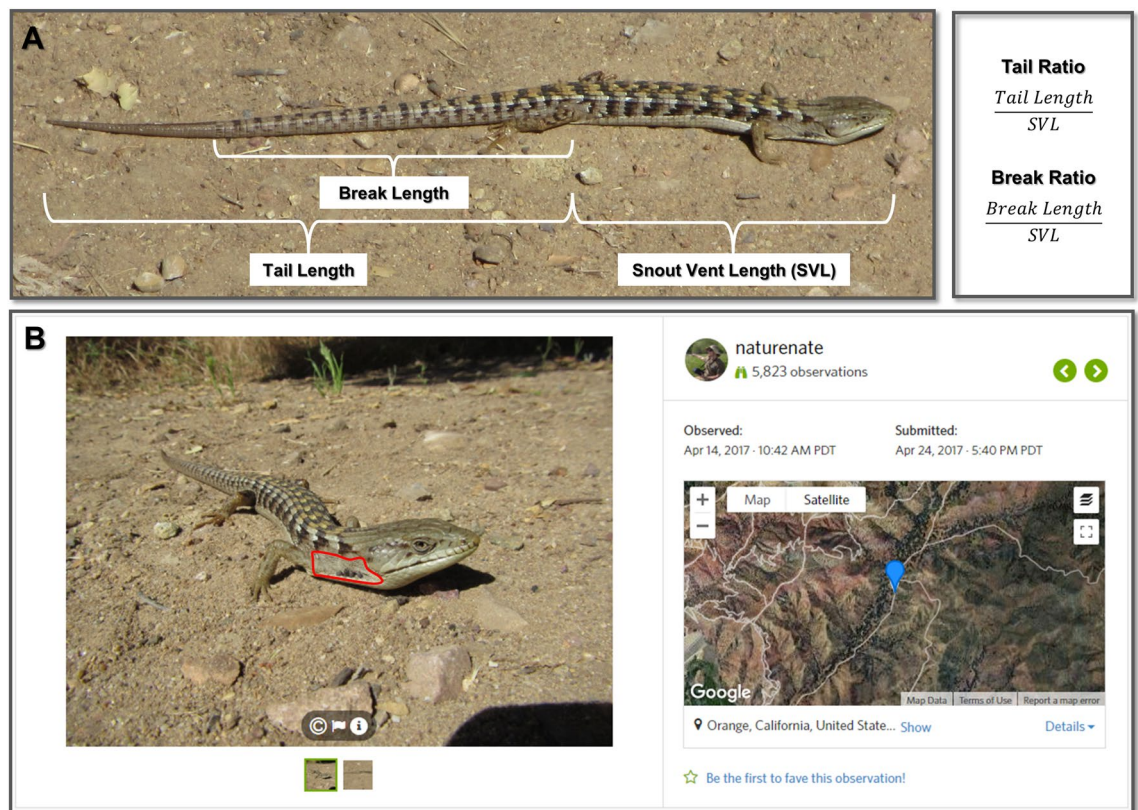 A
Break Length
Tail Length
Snout Vent Length (SVL)
Tail Ratio
Tail Length
SVL
Break Ratio
Break Length
SVL
B
naturenate
5,823 observations
Observed:
Apr 14, 2017 · 10:42 AM PDT
Submitted:
Apr 24, 2017 · 5:40 PM PDT
+
−
Map
Satellite
Google
Map Data
Terms of Use
Report a map error
Orange, California, United State... Show
Details
Be the first to fave this observation!